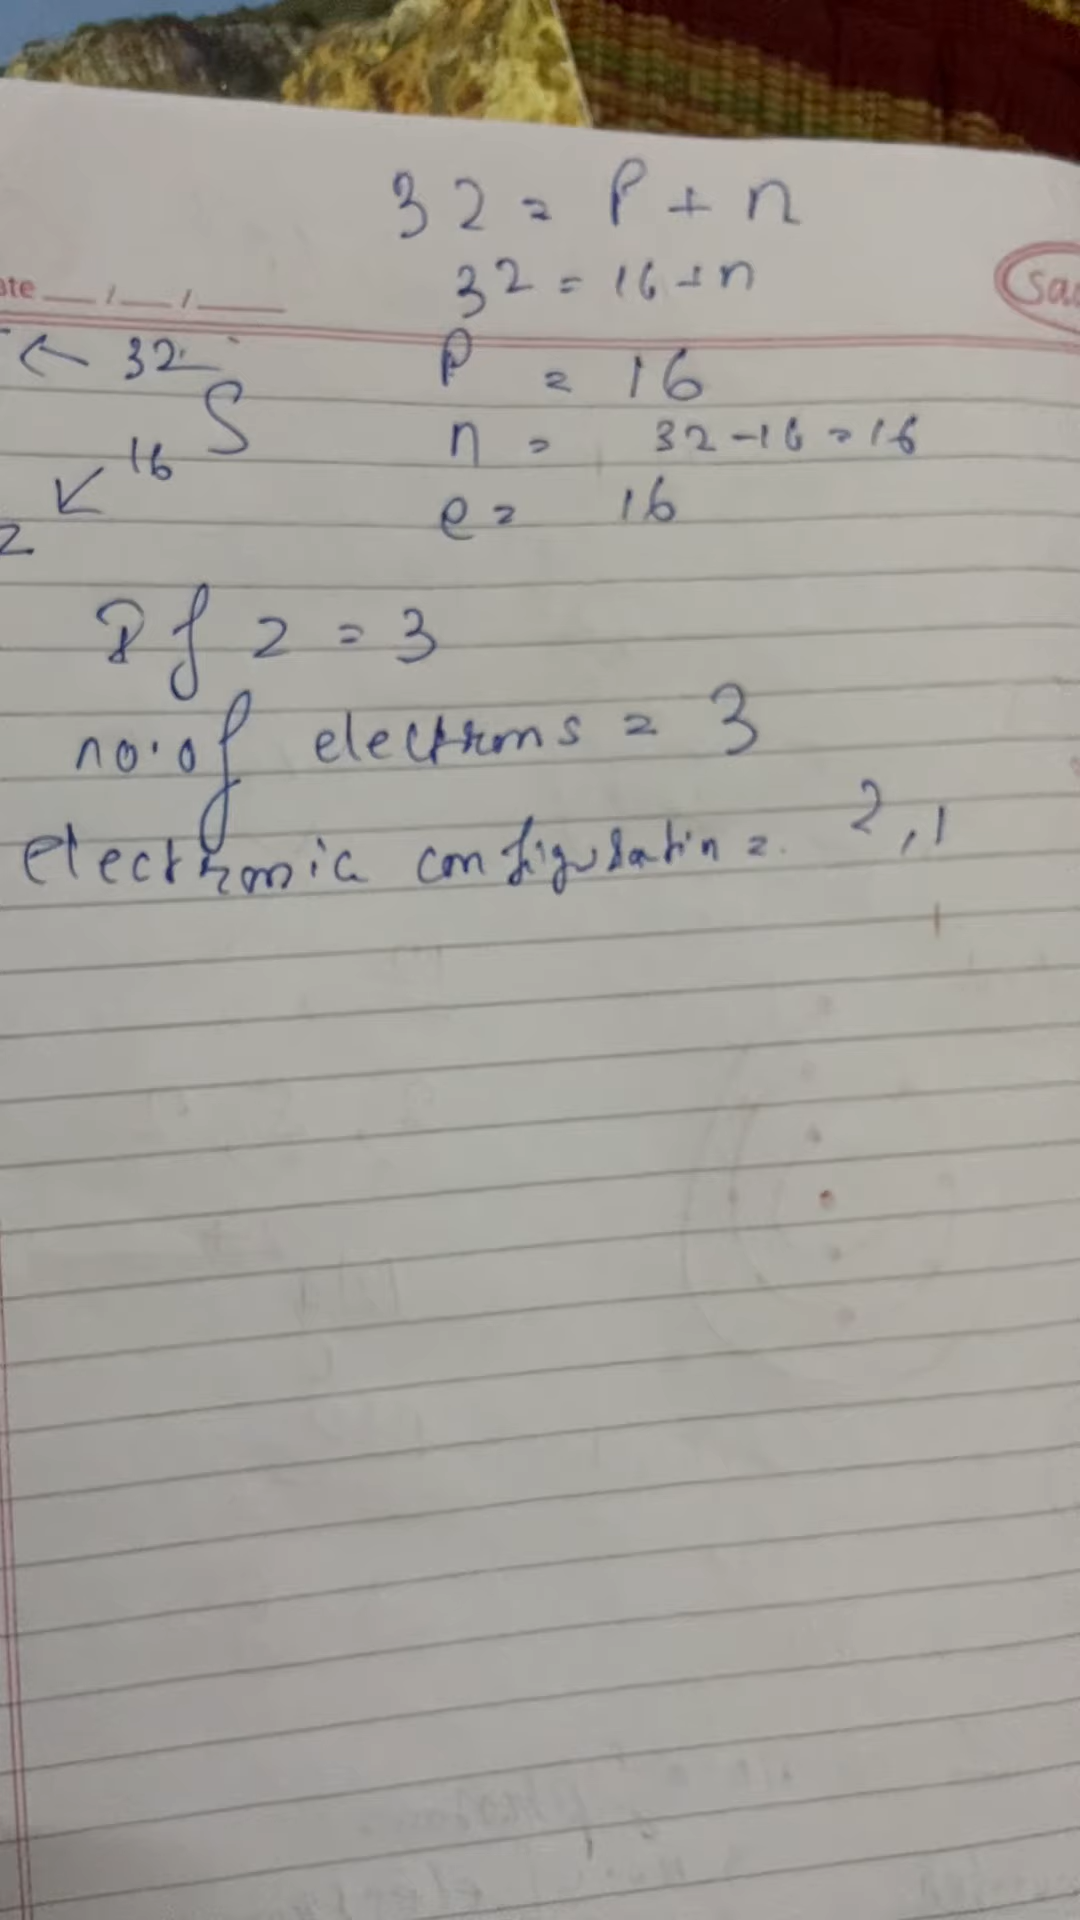 32 = P + n
32 = 16 + n
ate __/__/____
← 32
S
16
P = 16
n = 32 - 16 = 16
e = 16
Z
If Z = 3
no. of electrons = 3
electronic configuration = 2, 1